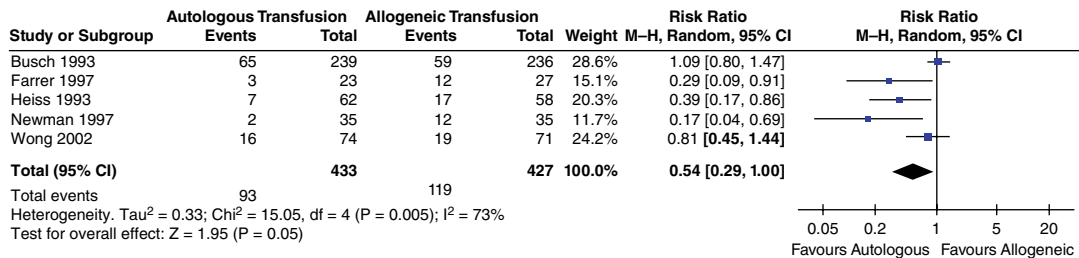 Autologous Transfusion Allogeneic Transfusion Risk Ratio Risk Ratio
Study or Subgroup Events Total Events Total Weight M–H, Random, 95% CI M–H, Random, 95% CI
Busch 1993 65 239 59 236 28.6% 1.09 [0.80, 1.47]
Farrer 1997 3 23 12 27 15.1% 0.29 [0.09, 0.91]
Heiss 1993 7 62 17 58 20.3% 0.39 [0.17, 0.86]
Newman 1997 2 35 12 35 11.7% 0.17 [0.04, 0.69]
Wong 2002 16 74 19 71 24.2% 0.81 [0.45, 1.44]
Total (95% CI) 433 427 100.0% 0.54 [0.29, 1.00]
Total events 93 119
Heterogeneity. Tau² = 0.33; Chi² = 15.05, df = 4 (P = 0.005); I² = 73%
Test for overall effect: Z = 1.95 (P = 0.05)
0.05 0.2 1 5 20
Favours Autologous Favours Allogeneic